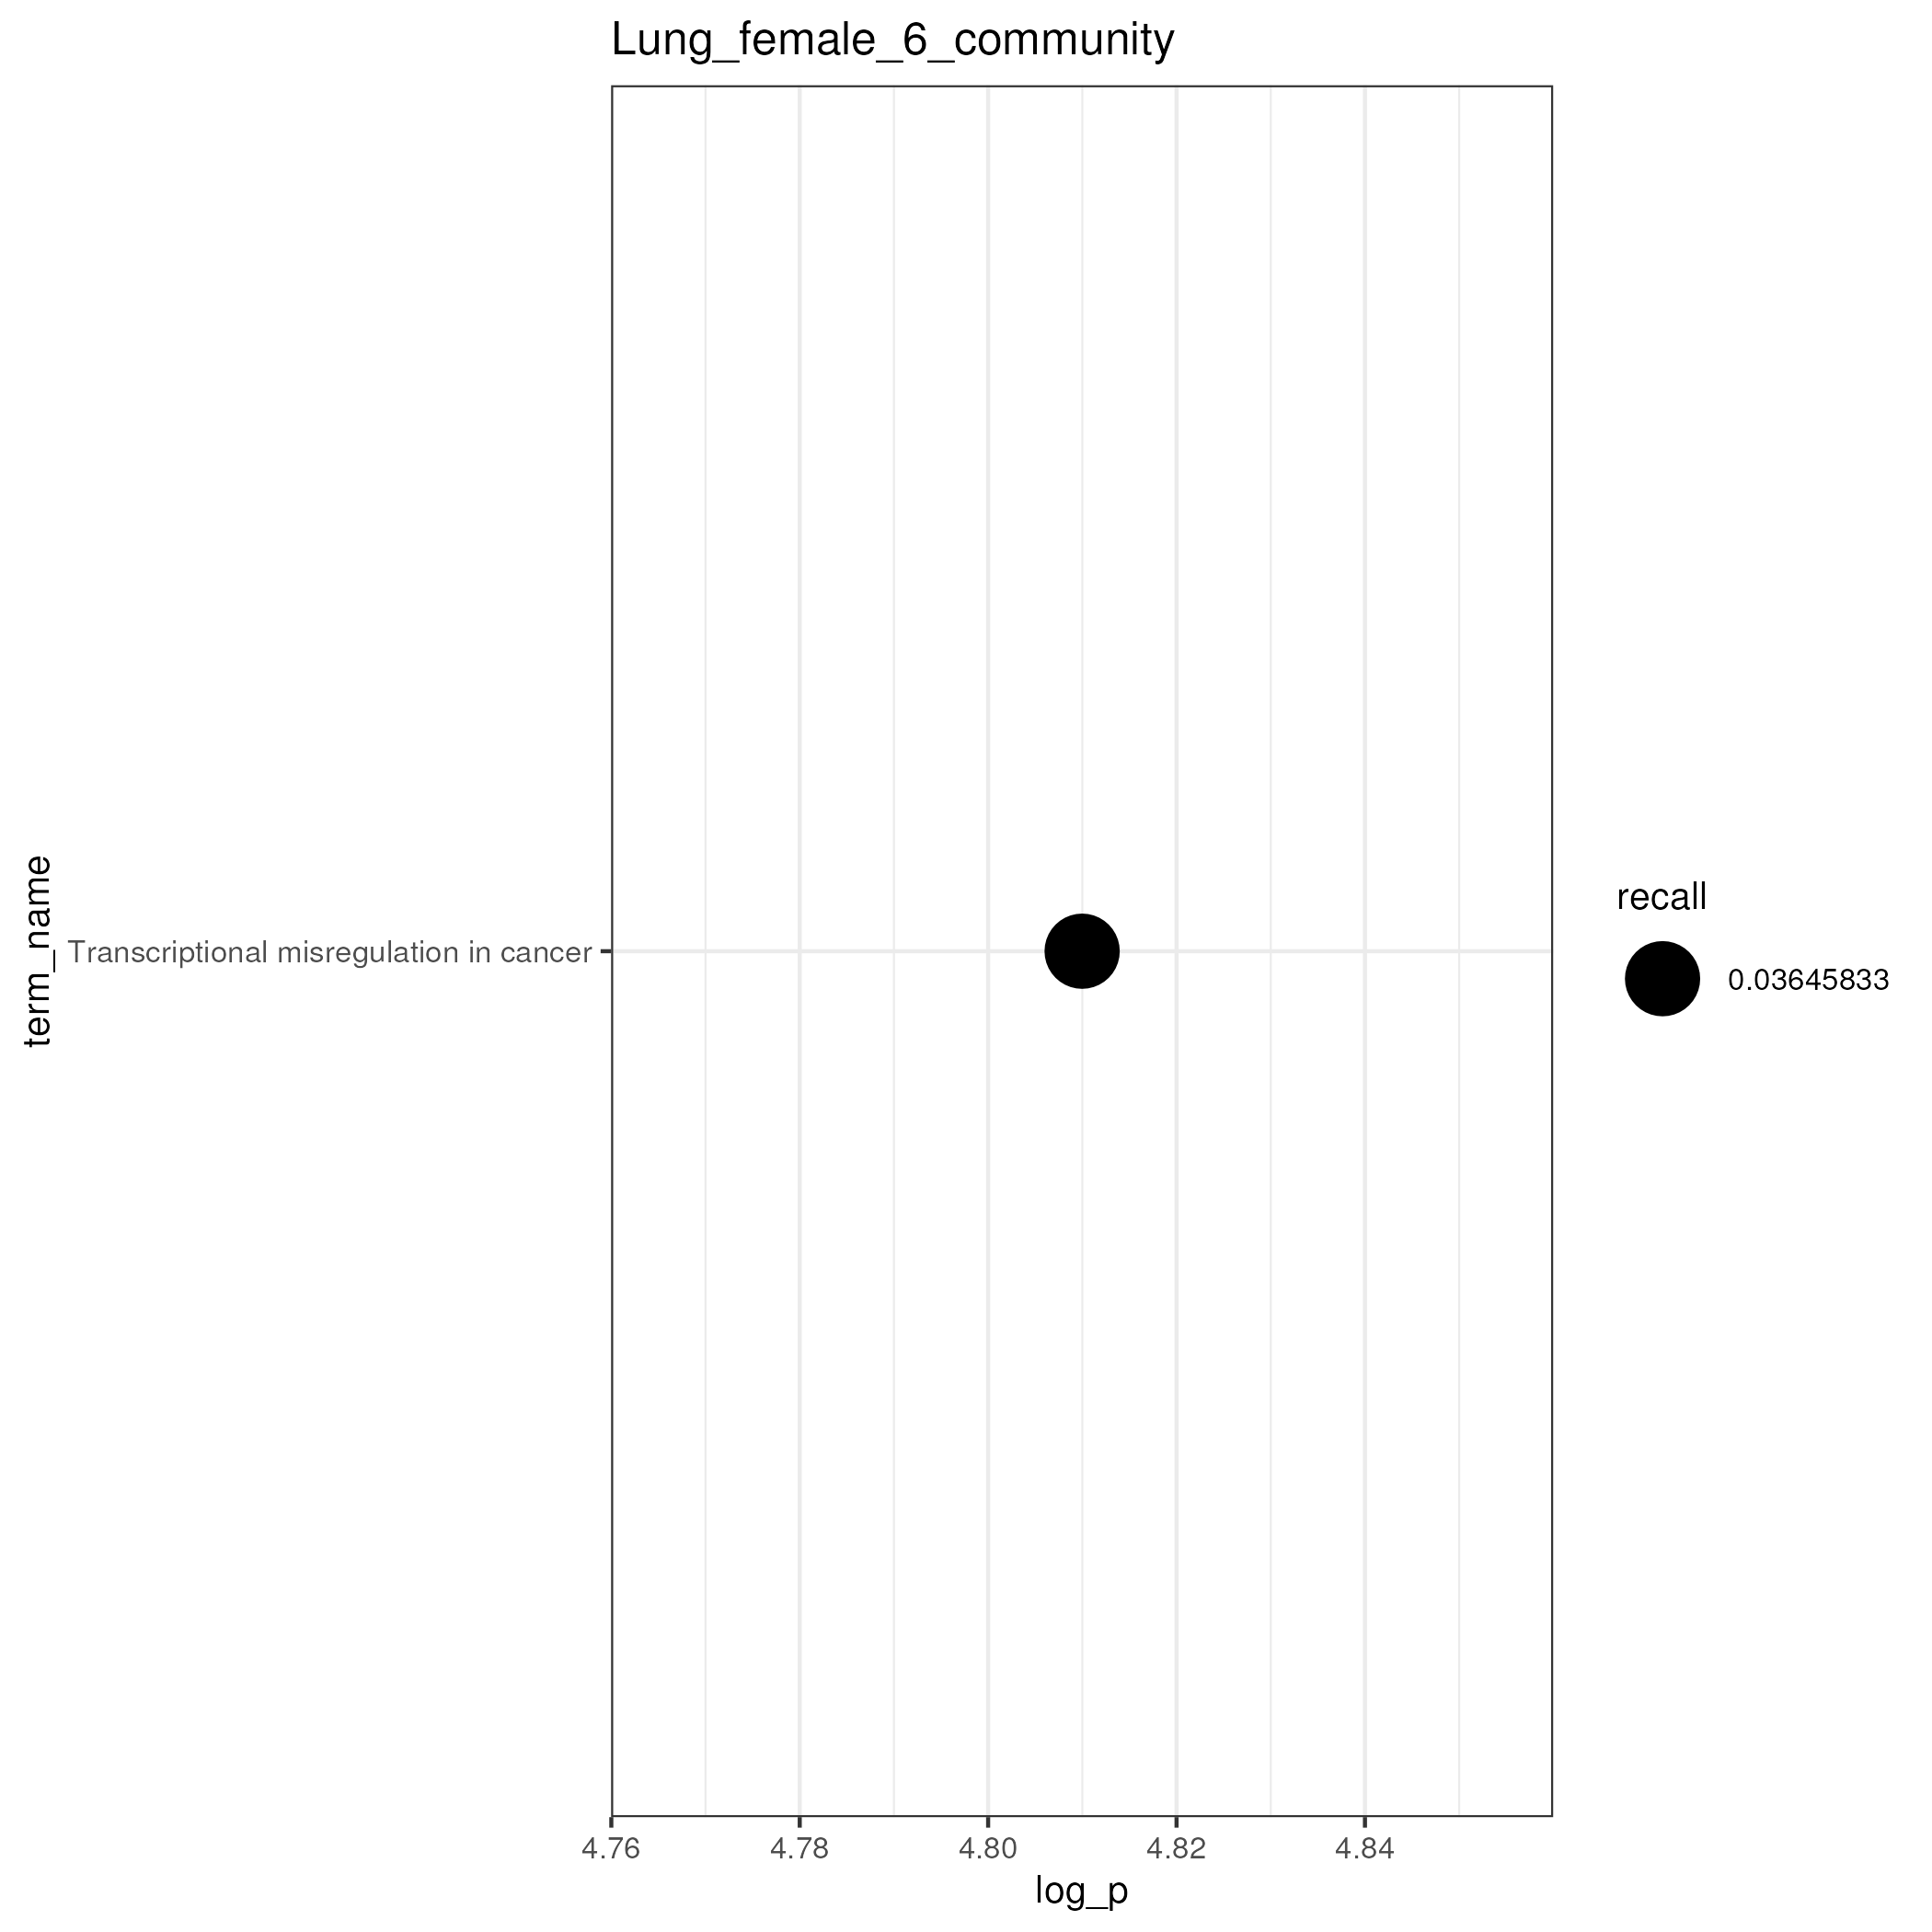 Lung_female_6_community
term_name
Transcriptional misregulation in cancer
recall
0.03645833
4.76 4.78 4.80 4.82 4.84
log_p